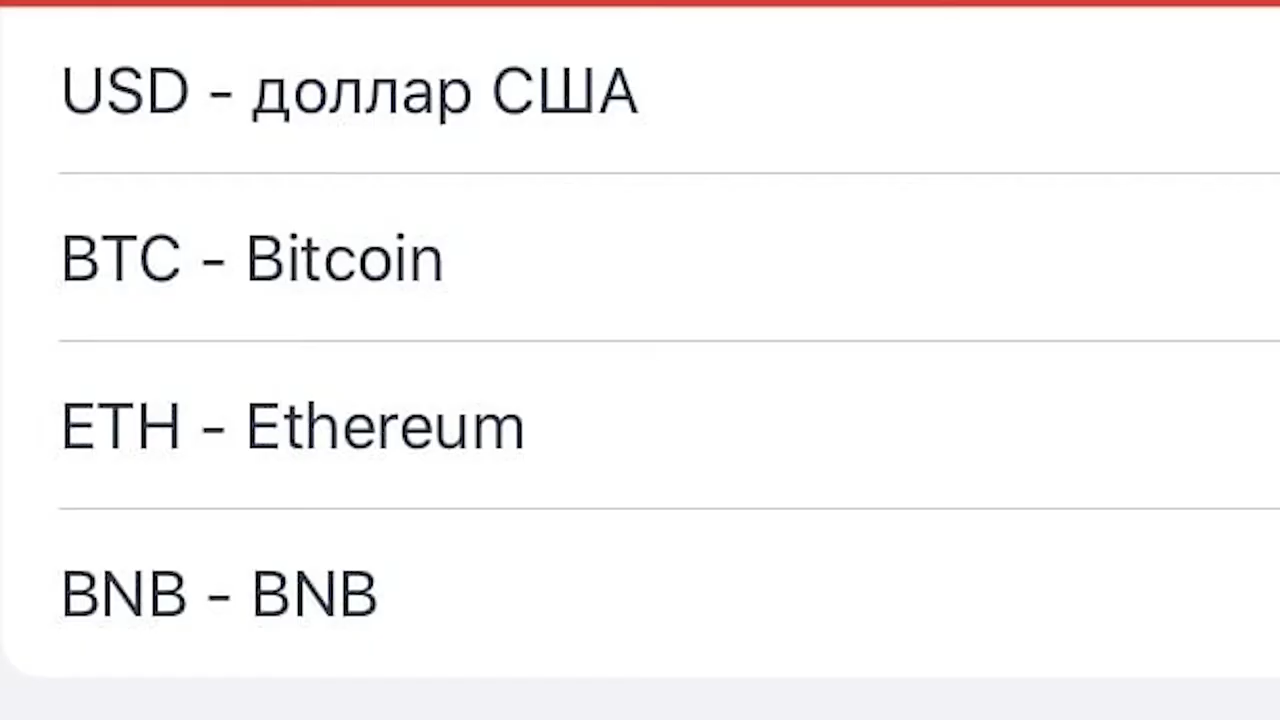 USD - доллар США
BTC - Bitcoin
ETH - Ethereum
BNB - BNB